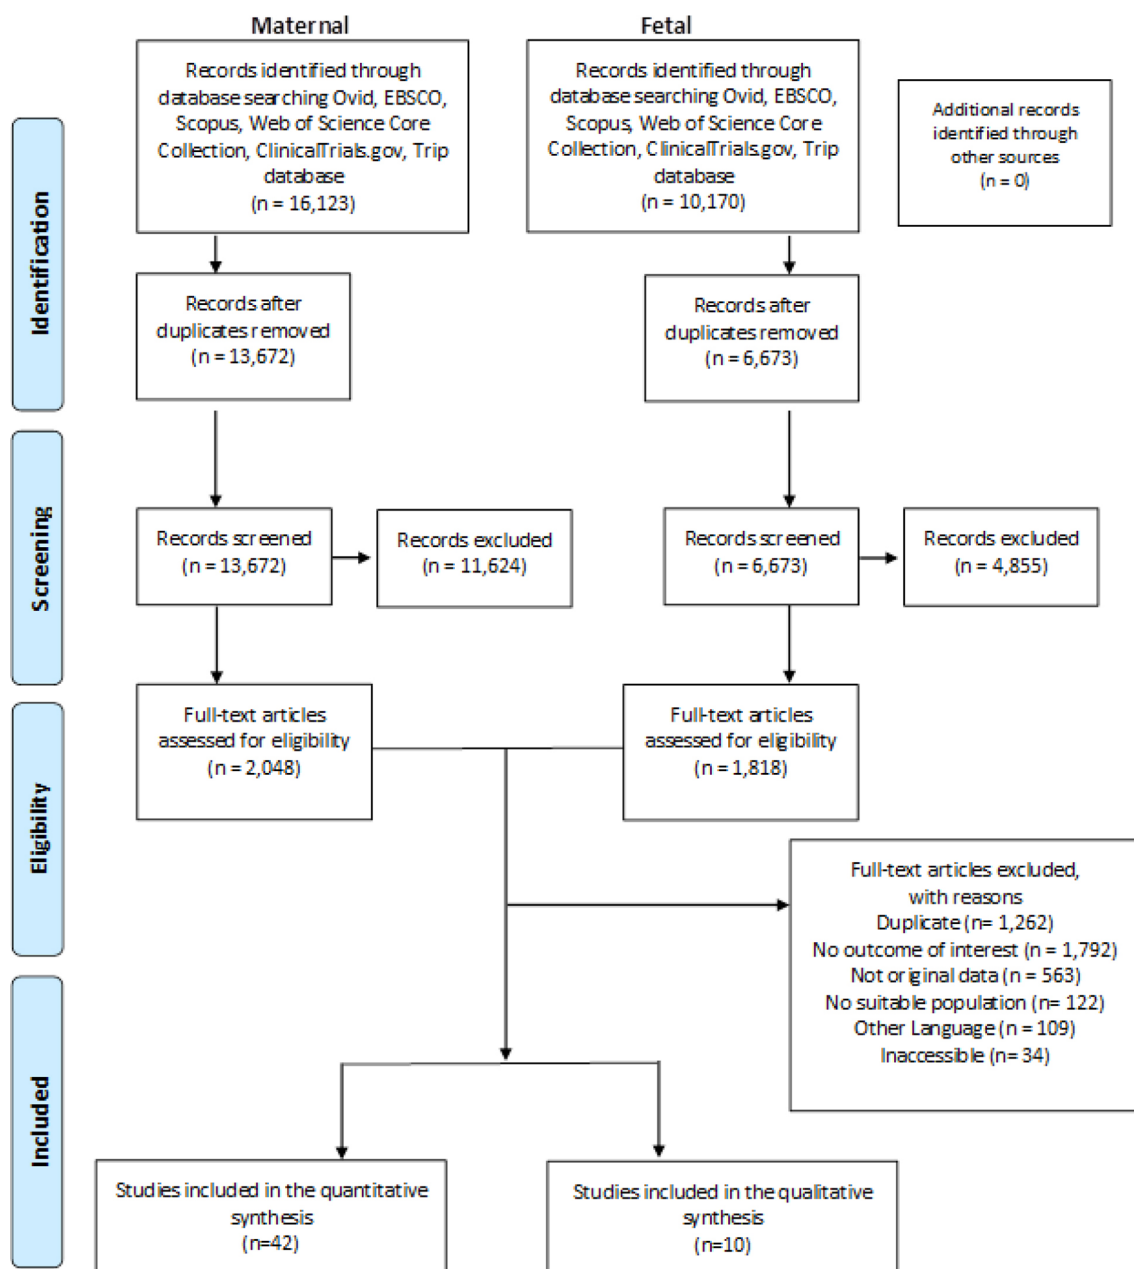 Maternal
Fetal
Records identified through
database searching Ovid, EBSCO,
Scopus, Web of Science Core
Collection, ClinicalTrials.gov, Trip
database
(n = 16,123)
Records identified through
database searching Ovid, EBSCO,
Scopus, Web of Science Core
Collection, ClinicalTrials.gov, Trip
database
(n = 10,170)
Additional records
identified through
other sources
(n = 0)
Identification
Records after
duplicates removed
(n = 13,672)
Records after
duplicates removed
(n = 6,673)
Screening
Records screened
(n = 13,672)
Records excluded
(n = 11,624)
Records screened
(n = 6,673)
Records excluded
(n = 4,855)
Eligibility
Full-text articles
assessed for eligibility
(n = 2,048)
Full-text articles
assessed for eligibility
(n = 1,818)
Full-text articles excluded,
with reasons
Duplicate (n= 1,262)
No outcome of interest (n = 1,792)
Not original data (n = 563)
No suitable population (n= 122)
Other Language (n = 109)
Inaccessible (n= 34)
Included
Studies included in the quantitative
synthesis
(n=42)
Studies included in the qualitative
synthesis
(n=10)